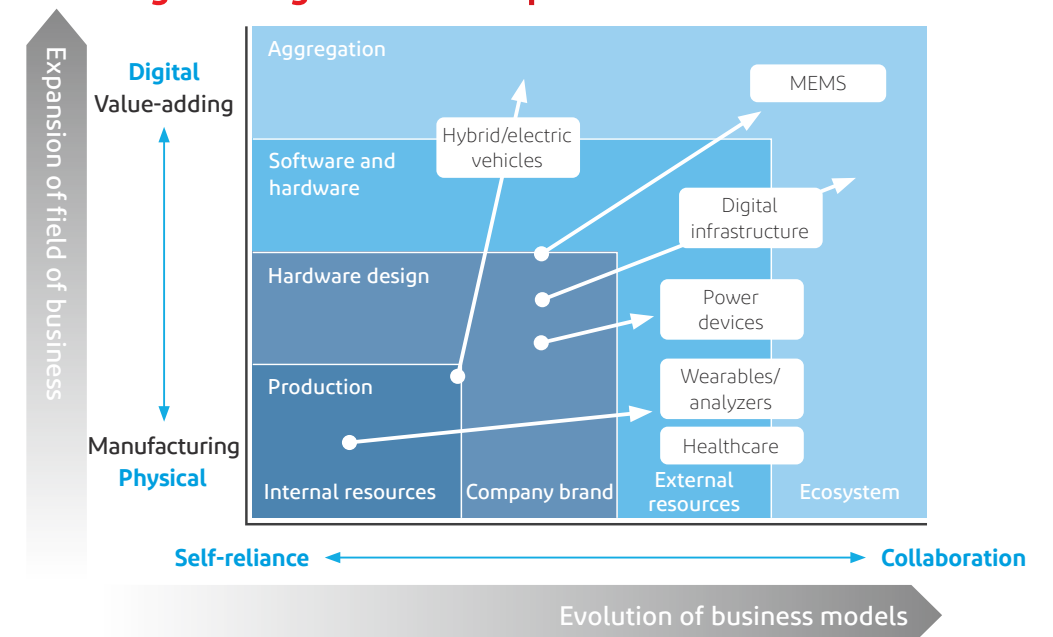 Expansion of field of business
Digital
Value-adding
Manufacturing
Physical
Aggregation
MEMS
Hybrid/electric
vehicles
Software and
hardware
Digital
infrastructure
Hardware design
Power
devices
Production
Wearables/
analyzers
Healthcare
Internal resources
Company brand
External
resources
Ecosystem
Self-reliance
Collaboration
Evolution of business models